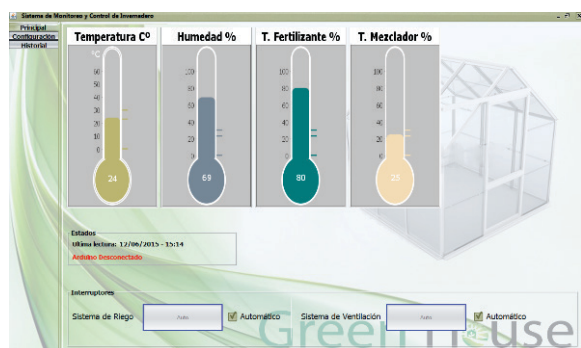 Sistema de Monitoreo y Control de Invernadero
Principal
Configuración
Historial
Temperatura Cº
Humedad %
T. Fertilizante %
T. Mezclador %
°C
60
50
40
30
20
10
0
24
100
80
60
40
20
0
69
100
80
60
40
20
0
80
100
80
60
40
20
0
25
Estados
Ultima lectura: 12/06/2015 - 15:14
Arduino Desconectado
Interruptores
Sistema de Riego
Auto
Automático
Sistema de Ventilación
Auto
Automático
Green House